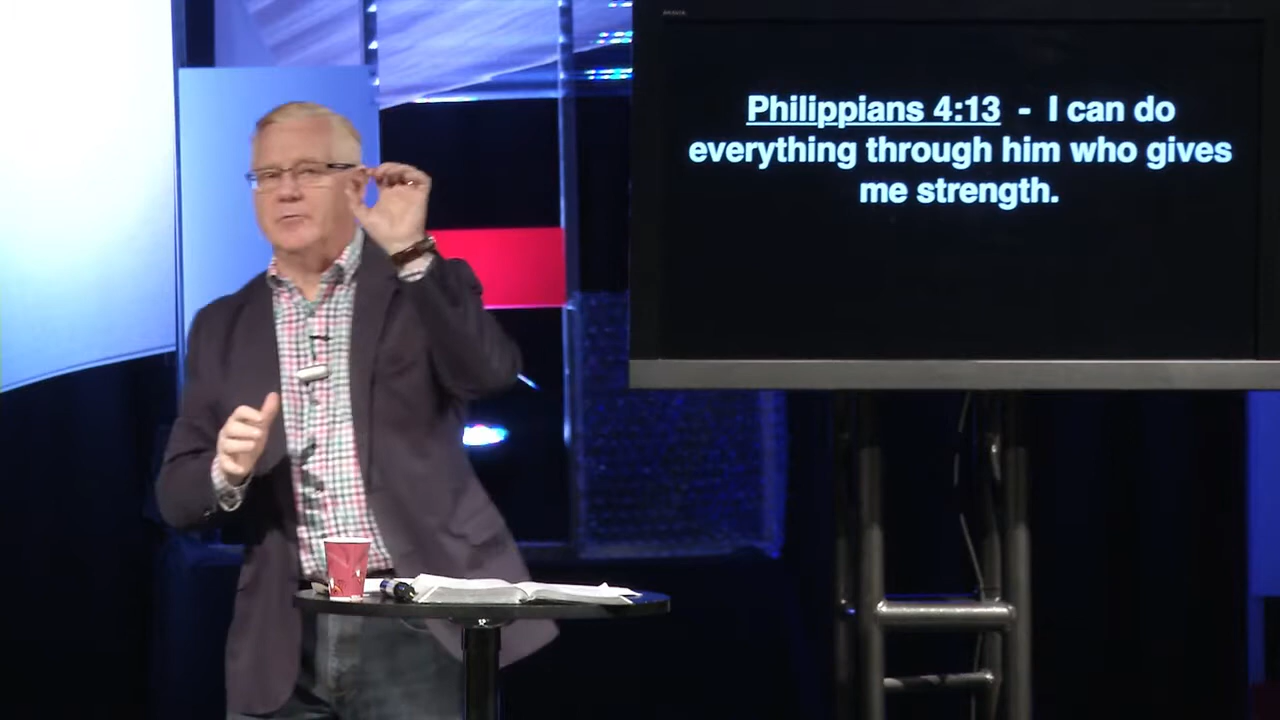 Philippians 4:13 - I can do
everything through him who gives
me strength.